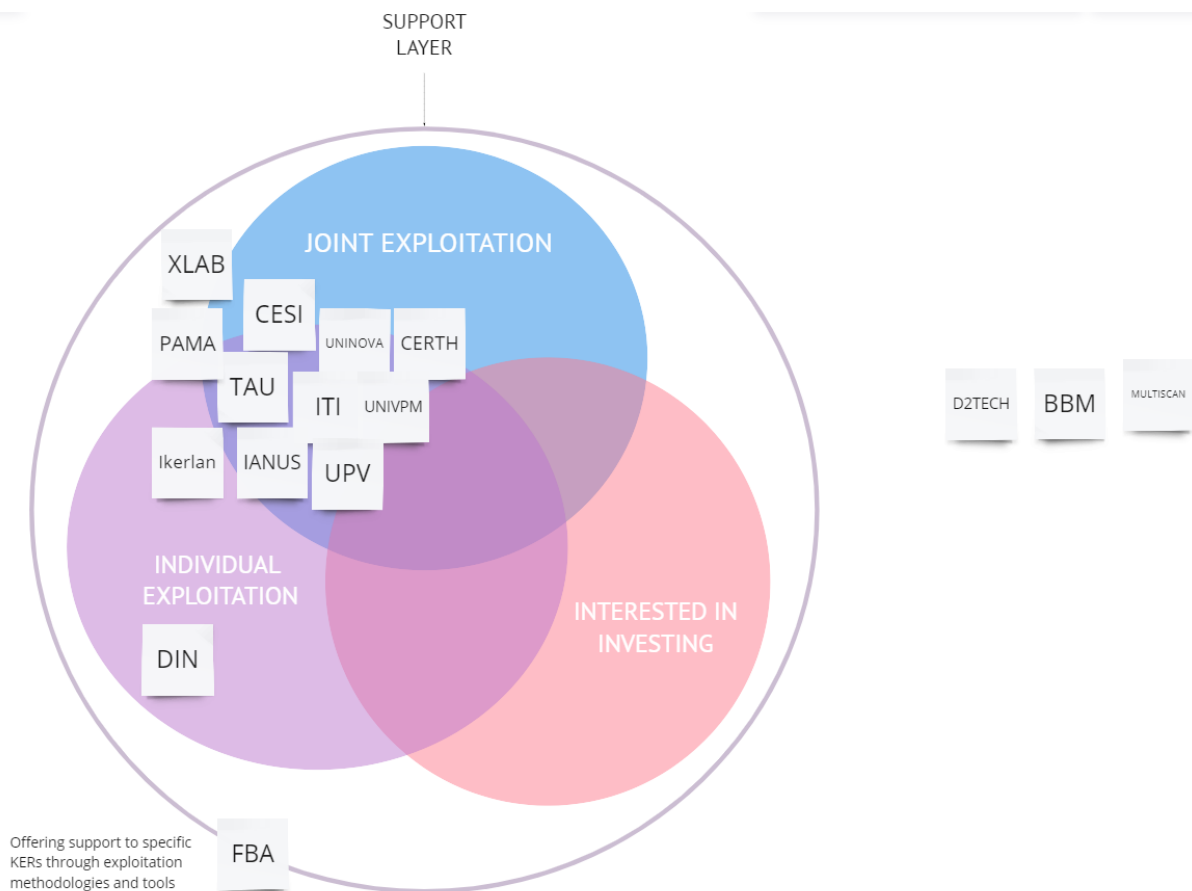 SUPPORT
LAYER
JOINT EXPLOITATION
XLAB
CESI
PAMA
UNINOVA
CERTH
TAU
ITI
UNIVPM
Ikerlan
IANUS
UPV
D2TECH
BBM
MULTISCAN
INDIVIDUAL
EXPLOITATION
INTERESTED IN
INVESTING
DIN
Offering support to specific
KERs through exploitation
methodologies and tools
FBA